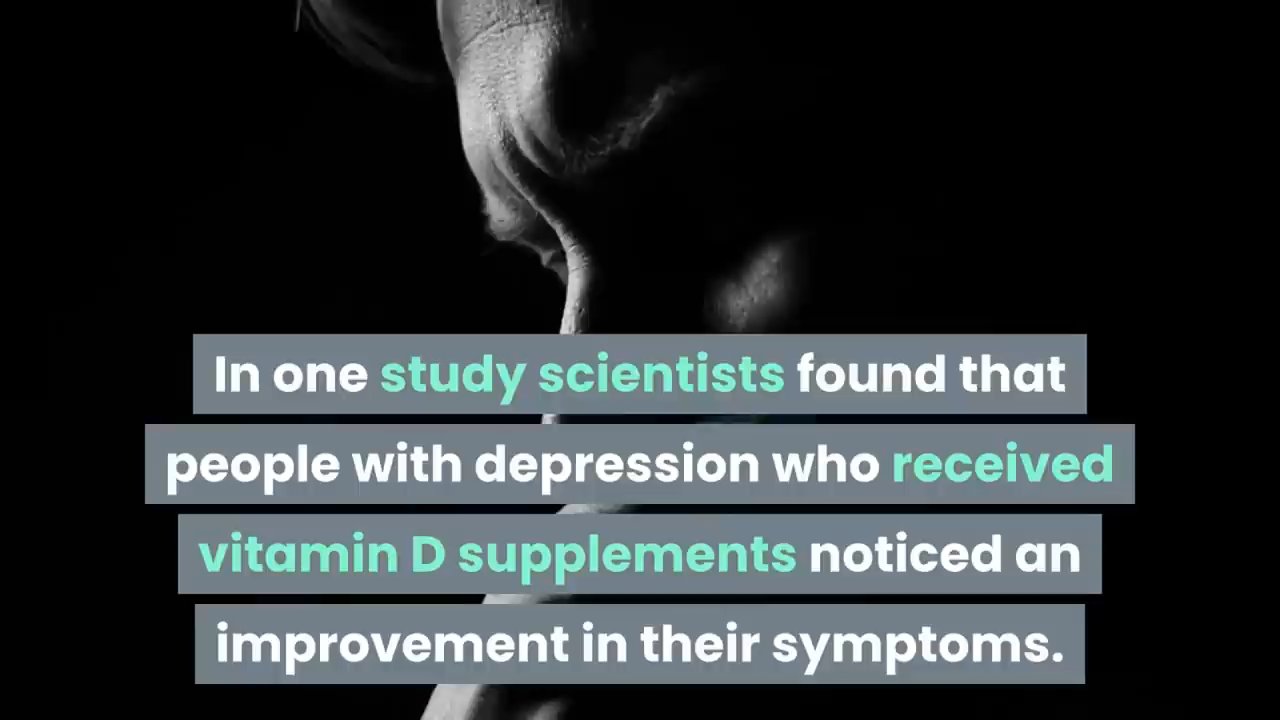 In one study scientists found that
people with depression who received
vitamin D supplements noticed an
improvement in their symptoms.